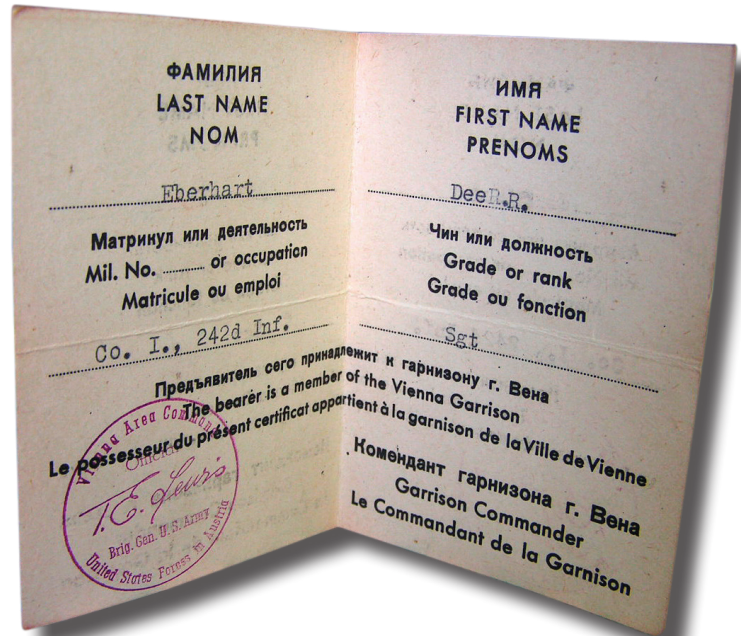 ФАМИЛИЯ
LAST NAME
NOM
Eberhart
Матрикул или деятельность
Mil. No. ............ or occupation
Matricule ou emploi
Co. I., 242d Inf.
ИМЯ
FIRST NAME
PRENOMS
Dee R.R.
Чин или должность
Grade or rank
Grade ou fonction
Sgt
Предъявитель сего принадлежит к гарнизону г. Вена
The bearer is a member of the Vienna Garrison
Le possesseur du présent certificat appartient à la garnison de la Ville de Vienne
Комендант гарнизона г. Вена
Garrison Commander
Le Commandant de la Garnison
Vienna Area Command
Official
T.E. Lewis
Brig. Gen. U.S. Army
United States Forces in Austria